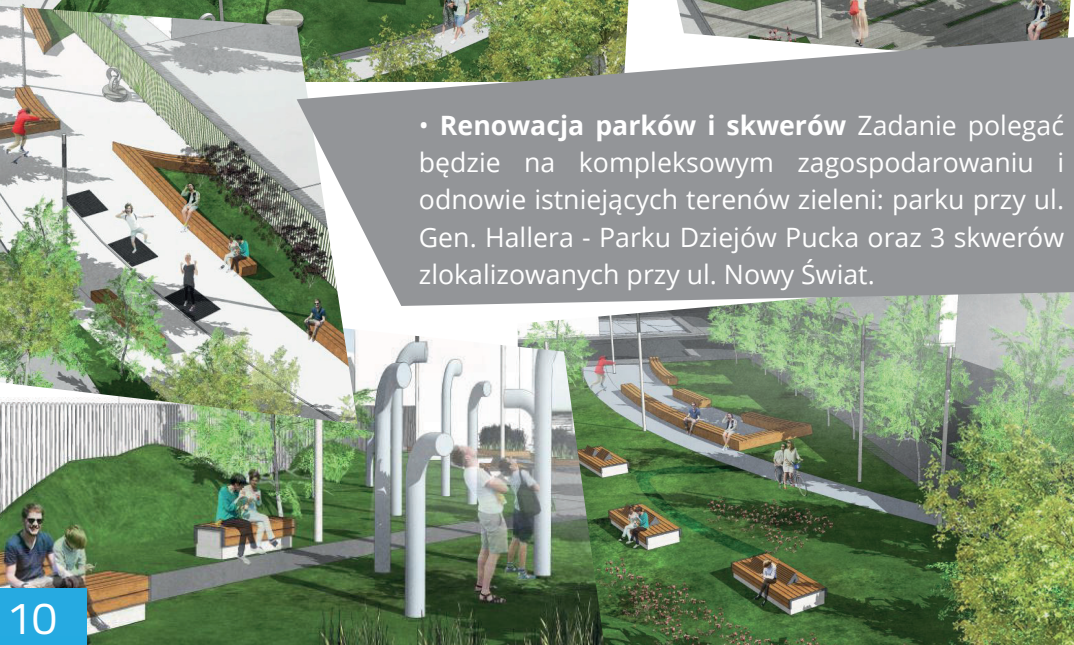 • Renowacja parków i skwerów Zadanie polegać
będzie na kompleksowym zagospodarowaniu i
odnowie istniejących terenów zieleni: parku przy ul.
Gen. Hallera - Parku Dziejów Pucka oraz 3 skwerów
zlokalizowanych przy ul. Nowy Świat.
10